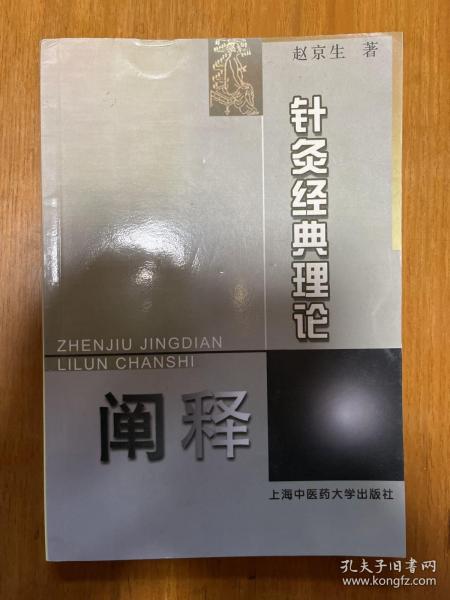 赵京生 著
针灸经典理论
ZHENJIU JINGDIAN
LILUN CHANSHI
阐释
上海中医药大学出版社
孔夫子旧书网
www.kongfz.com